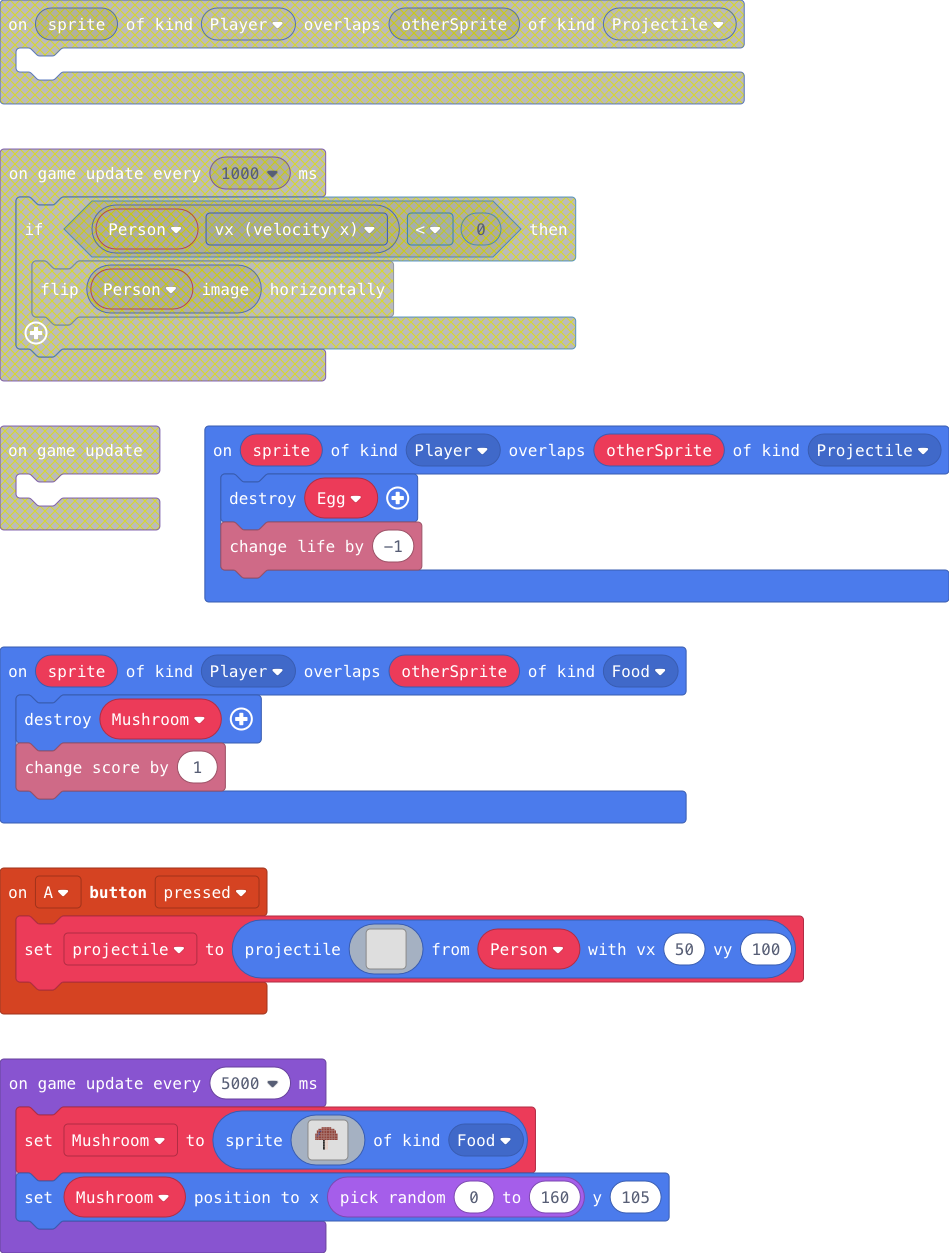 on sprite of kind Player overlaps otherSprite of kind Projectile
on game update every 1000 ms
if Person vx (velocity x) < 0 then
flip Person image horizontally
on game update
on sprite of kind Player overlaps otherSprite of kind Projectile
destroy Egg
change life by -1
on sprite of kind Player overlaps otherSprite of kind Food
destroy Mushroom
change score by 1
on A button pressed
set projectile to projectile from Person with vx 50 vy 100
on game update every 5000 ms
set Mushroom to sprite of kind Food
set Mushroom position to x pick random 0 to 160 y 105